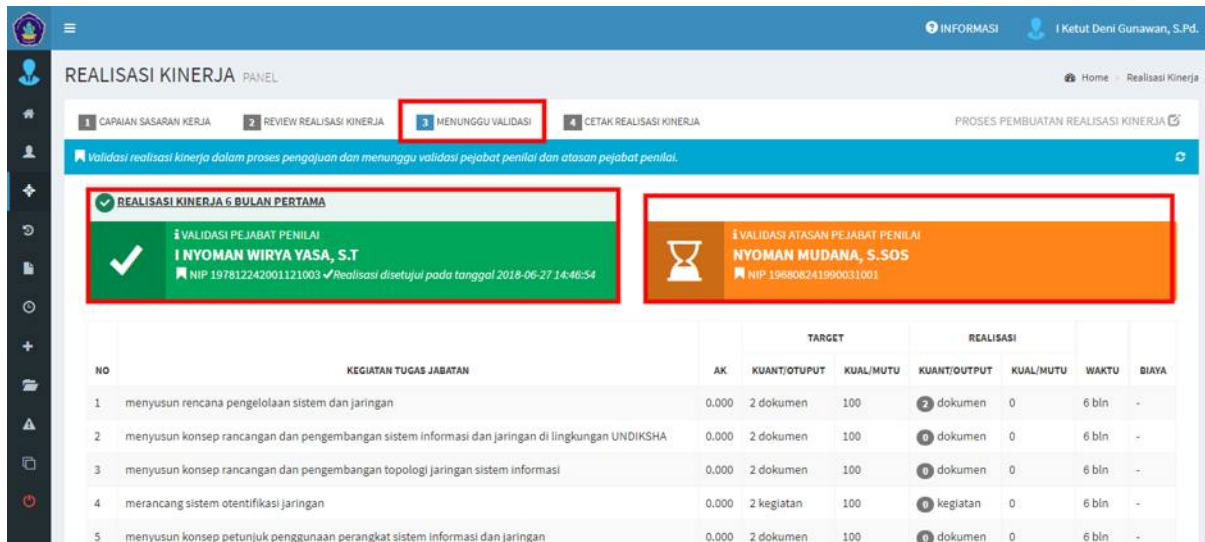 INFORMASI
I Ketut Deni Gunawan, S.Pd.
REALISASI KINERJA PANEL
Home > Realisasi Kinerja
1 CAPAIAN SASARAN KERJA 2 REVIEW REALISASI KINERJA 3 MENUNGGU VALIDASI 4 CETAK REALISASI KINERJA PROSES PEMBUATAN REALISASI KINERJA
Validasi realisasi kinerja dalam proses pengajuan dan menunggu validasi pejabat penilai dan atasan pejabat penilai.
REALISASI KINERJA 6 BULAN PERTAMA
VALIDASI PEJABAT PENILAI
I NYOMAN WIRYA YASA, S.T
NIP 197812242001121003 ✓Realisasi disetujui pada tanggal 2018-06-27 14:46:54
VALIDASI ATASAN PEJABAT PENILAI
NYOMAN MUDANA, S.SOS
NIP 196808241990031001
TARGET REALISASI
NO KEGIATAN TUGAS JABATAN AK KUANT/OTUPUT KUAL/MUTU KUANT/OUTPUT KUAL/MUTU WAKTU BIAYA
1 menyusun rencana pengelolaan sistem dan jaringan 0.000 2 dokumen 100 2 dokumen 0 6 bln -
2 menyusun konsep rancangan dan pengembangan sistem informasi dan jaringan di lingkungan UNDIKSHA 0.000 2 dokumen 100 0 dokumen 0 6 bln -
3 menyusun konsep rancangan dan pengembangan topologi jaringan sistem informasi 0.000 2 dokumen 100 0 dokumen 0 6 bln -
4 merancang sistem otentifikasi jaringan 0.000 2 kegiatan 100 0 kegiatan 0 6 bln -
5 menyusun konsep petunjuk penggunaan perangkat sistem informasi dan jaringan 0.000 2 dokumen 100 0 dokumen 0 6 bln -